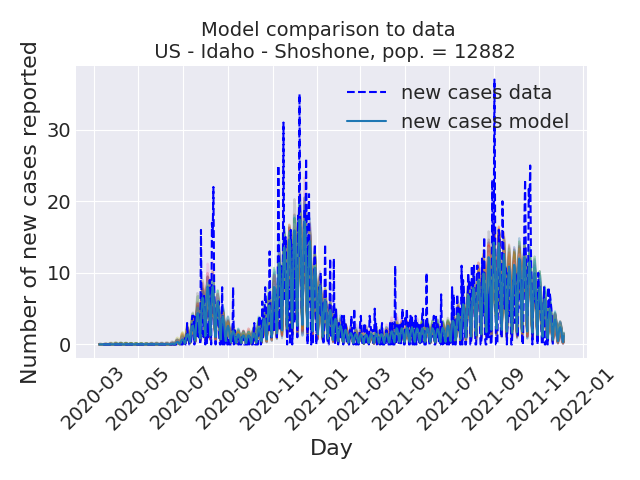 Model comparison to data
US - Idaho - Shoshone, pop. = 12882
new cases data
new cases model
Number of new cases reported
30
20
10
0
2020-03
2020-05
2020-07
2020-09
2020-11
2021-01
2021-03
2021-05
2021-07
2021-09
2021-11
2022-01
Day